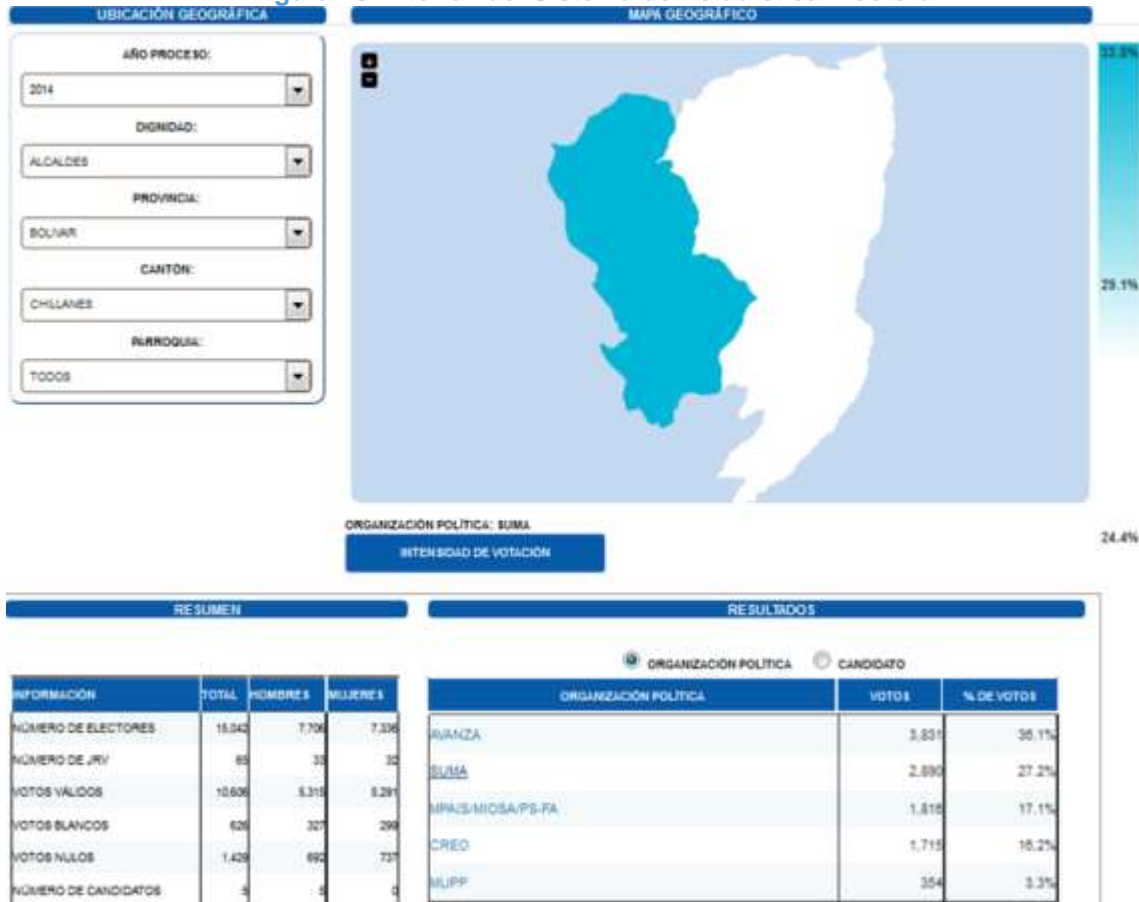 UBICACIÓN GEOGRÁFICA
AÑO PROCESO:
2014
DIGNIDAD:
ALCALDES
PROVINCIA:
BOLIVAR
CANTÓN:
CHILLANES
PARROQUIA:
TODOS
MAPA GEOGRÁFICO
+
-
33.8%
29.1%
24.4%
ORGANIZACIÓN POLÍTICA: SUMA
INTENSIDAD DE VOTACIÓN
RESUMEN
INFORMACIÓN TOTAL HOMBRES MUJERES
NÚMERO DE ELECTORES 15,042 7,706 7,336
NÚMERO DE JRV 65 33 32
VOTOS VÁLIDOS 10,606 5,315 5,291
VOTOS BLANCOS 626 327 299
VOTOS NULOS 1,429 692 737
NÚMERO DE CANDIDATOS 5 5 0
RESULTADOS
ORGANIZACIÓN POLÍTICA CANDIDATO
ORGANIZACIÓN POLÍTICA VOTOS % DE VOTOS
AVANZA 3,831 36.1%
SUMA 2,890 27.2%
MPAIS/MIOSA/PS-FA 1,816 17.1%
CREO 1,715 16.2%
MUPP 354 3.3%